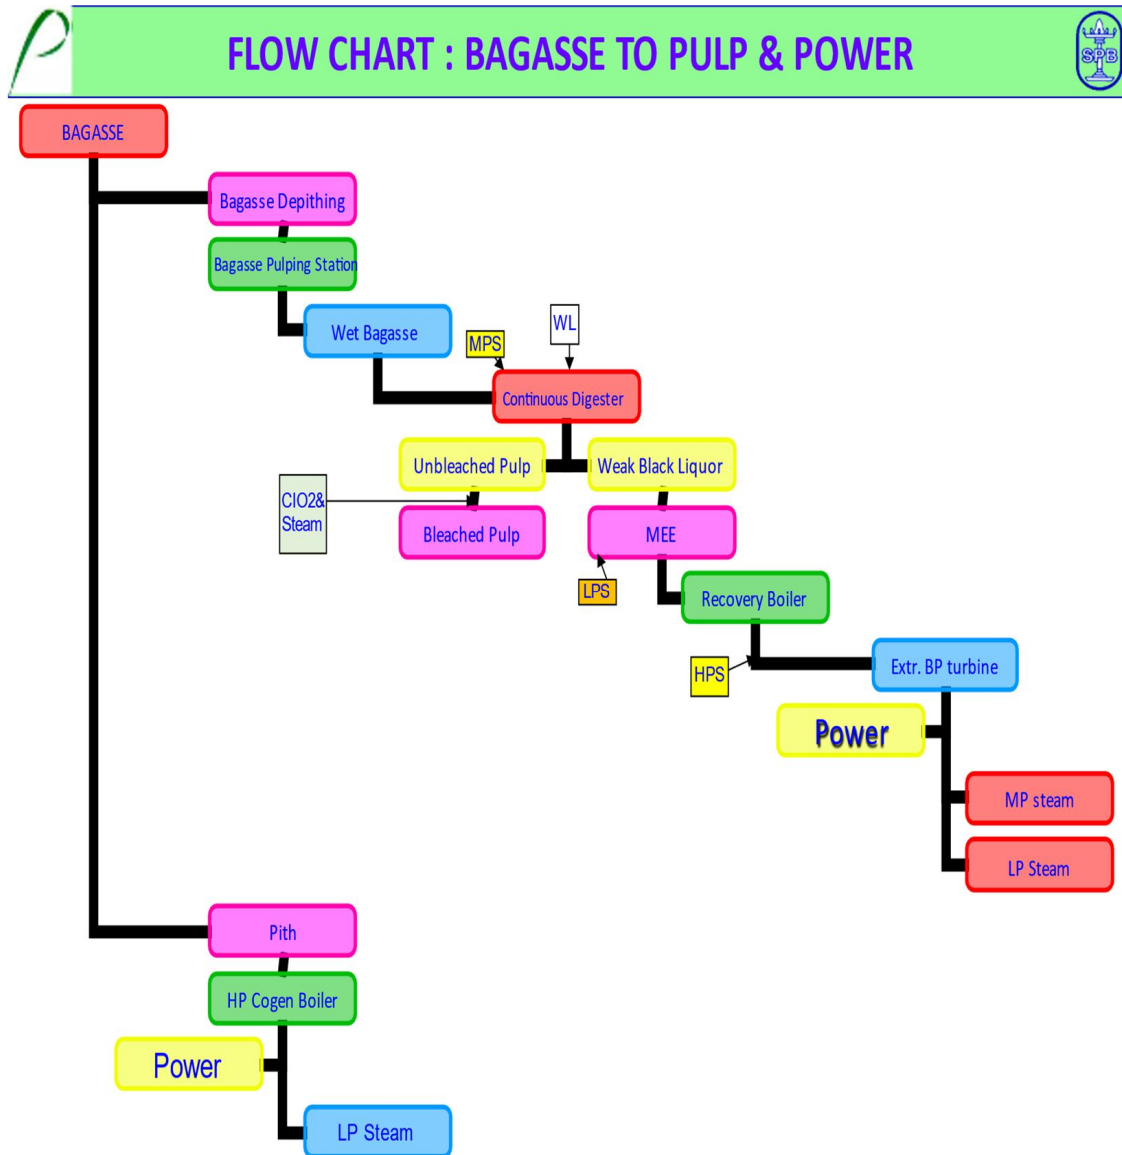 FLOW CHART : BAGASSE TO PULP & POWER
SPB
BAGASSE
Bagasse Depithing
Bagasse Pulping Station
Wet Bagasse
MPS
WL
Continuous Digester
Unbleached Pulp
Weak Black Liquor
ClO2&
Steam
Bleached Pulp
MEE
LPS
Recovery Boiler
HPS
Extr. BP turbine
Power
MP steam
LP Steam
Pith
HP Cogen Boiler
Power
LP Steam